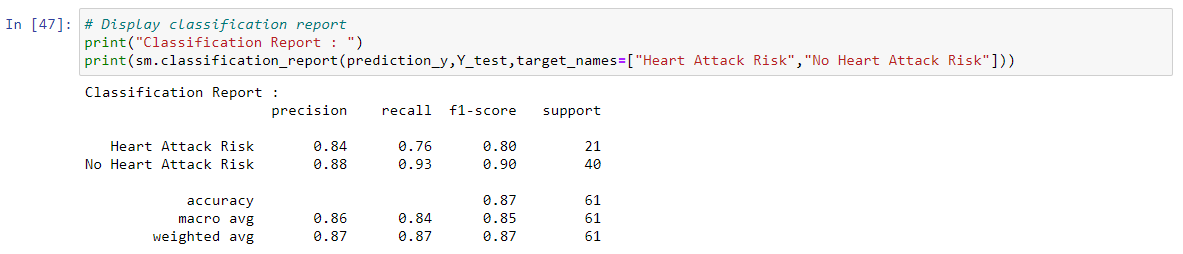 In [47]: # Display classification report
print("Classification Report : ")
print(sm.classification_report(prediction_y,Y_test,target_names=["Heart Attack Risk","No Heart Attack Risk"]))
Classification Report :
precision recall f1-score support
Heart Attack Risk 0.84 0.76 0.80 21
No Heart Attack Risk 0.88 0.93 0.90 40
accuracy 0.87 61
macro avg 0.86 0.84 0.85 61
weighted avg 0.87 0.87 0.87 61